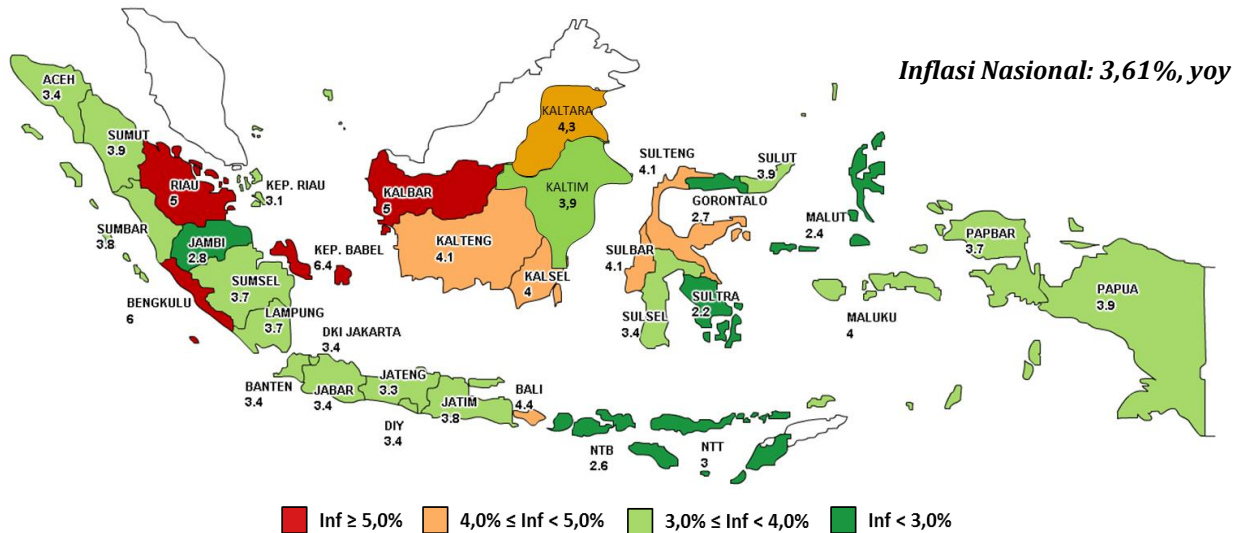 Inflasi Nasional: 3,61%, yoy
ACEH
3.4
SUMUT
3.9
RIAU
5
KEP. RIAU
3.1
SUMBAR
3.8
JAMBI
2.8
KEP. BABEL
6.4
SUMSEL
3.7
BENGKULU
6
LAMPUNG
3.7
DKI JAKARTA
3.4
BANTEN
3.4
JABAR
3.4
JATENG
3.3
DIY
3.4
JATIM
3.8
BALI
4.4
NTB
2.6
NTT
3
KALBAR
5
KALTENG
4.1
KALSEL
4
KALTIM
3,9
KALTARA
4,3
SULTENG
4.1
SULUT
3.9
GORONTALO
2.7
SULBAR
4.1
SULSEL
3.4
SULTRA
2.2
MALUT
2.4
MALUKU
4
PAPBAR
3.7
PAPUA
3.9
Inf ≥ 5,0%
4,0% ≤ Inf < 5,0%
3,0% ≤ Inf < 4,0%
Inf < 3,0%